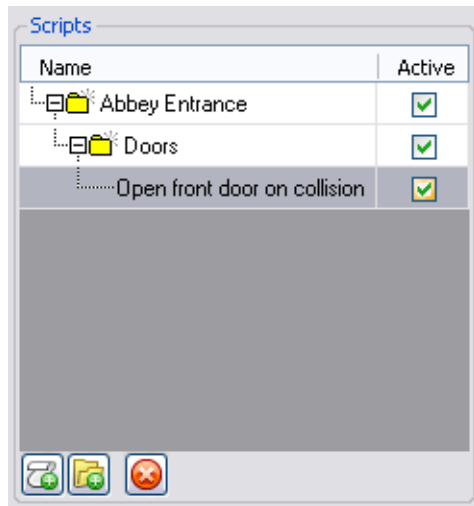 Scripts
Name Active
Abbey Entrance
Doors
Open front door on collision